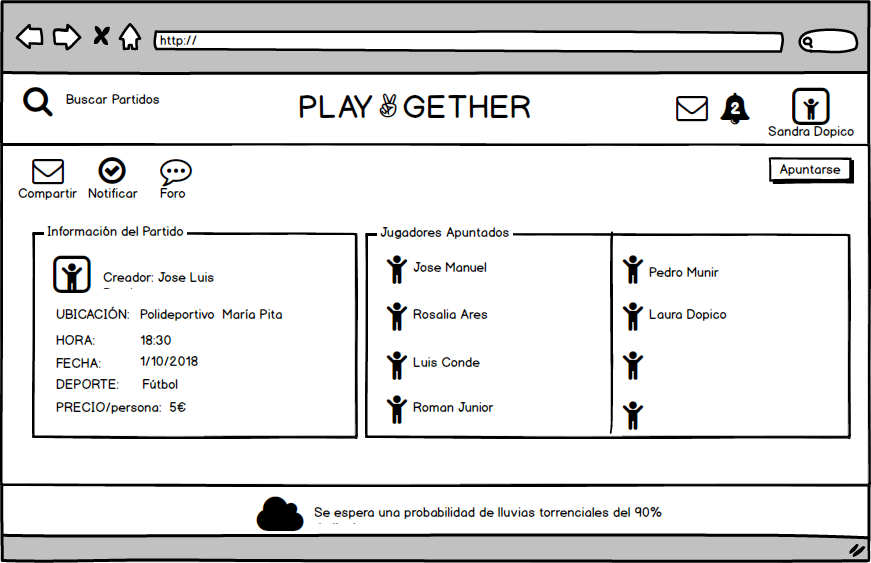 http://
Buscar Partidos
PLAY GETHER
2
Sandra Dopico
Compartir
Notificar
Foro
Apuntarse
Información del Partido
Creador: Jose Luis
UBICACIÓN: Polideportivo María Pita
HORA: 18:30
FECHA: 1/10/2018
DEPORTE: Fútbol
PRECIO/persona: 5€
Jugadores Apuntados
Jose Manuel
Rosalia Ares
Luis Conde
Roman Junior
Pedro Munir
Laura Dopico
Se espera una probabilidad de lluvias torrenciales del 90%